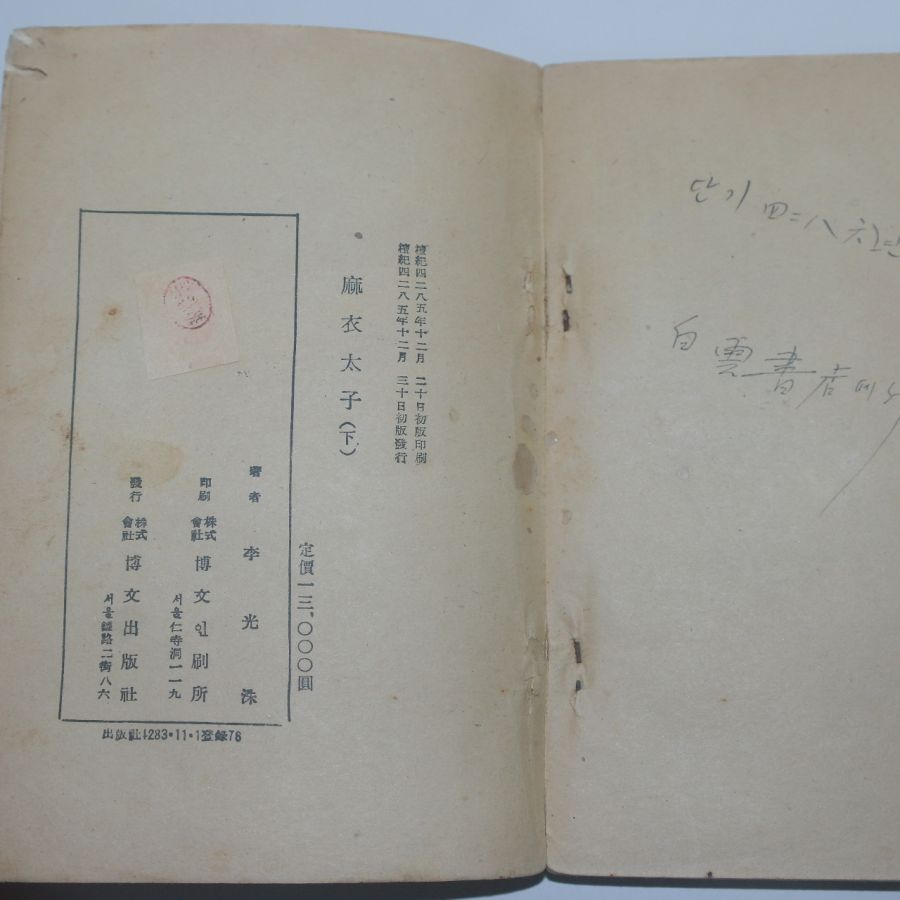 檀紀四二八五年十二月 二十日初版印刷
檀紀四二八五年十二月 三十日初版發行
麻衣太子(下)
定價一三,〇〇〇圓
著者 李光洙
印刷 株式會社 博文인刷所
서울仁寺洞一一九
發行 株式會社 博文出版社
서울鍾路二街八六
出版社4283·11·1登録76
단기 四二八六年
白雲書店에서